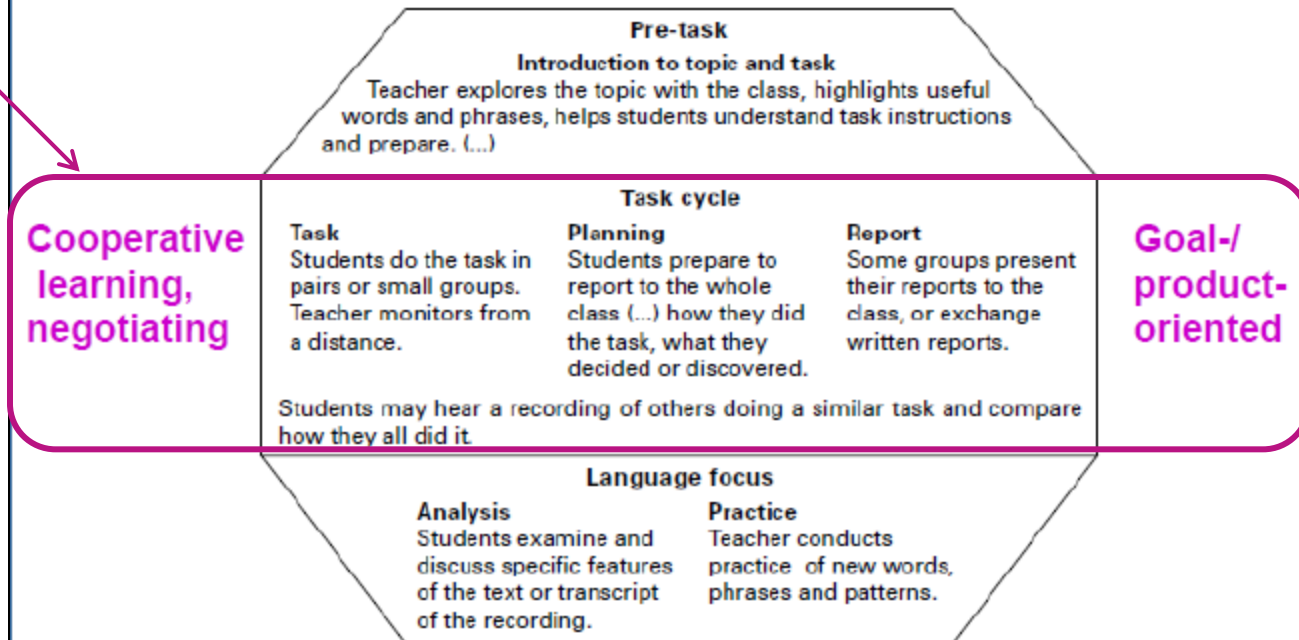 Pre-task
Introduction to topic and task
Teacher explores the topic with the class, highlights useful
words and phrases, helps students understand task instructions
and prepare. (...)
Cooperative
learning,
negotiating
Task cycle
Task
Students do the task in
pairs or small groups.
Teacher monitors from
a distance.
Planning
Students prepare to
report to the whole
class (...) how they did
the task, what they
decided or discovered.
Report
Some groups present
their reports to the
class, or exchange
written reports.
Students may hear a recording of others doing a similar task and compare
how they all did it.
Goal-/
product-
oriented
Language focus
Analysis
Students examine and
discuss specific features
of the text or transcript
of the recording.
Practice
Teacher conducts
practice of new words,
phrases and patterns.